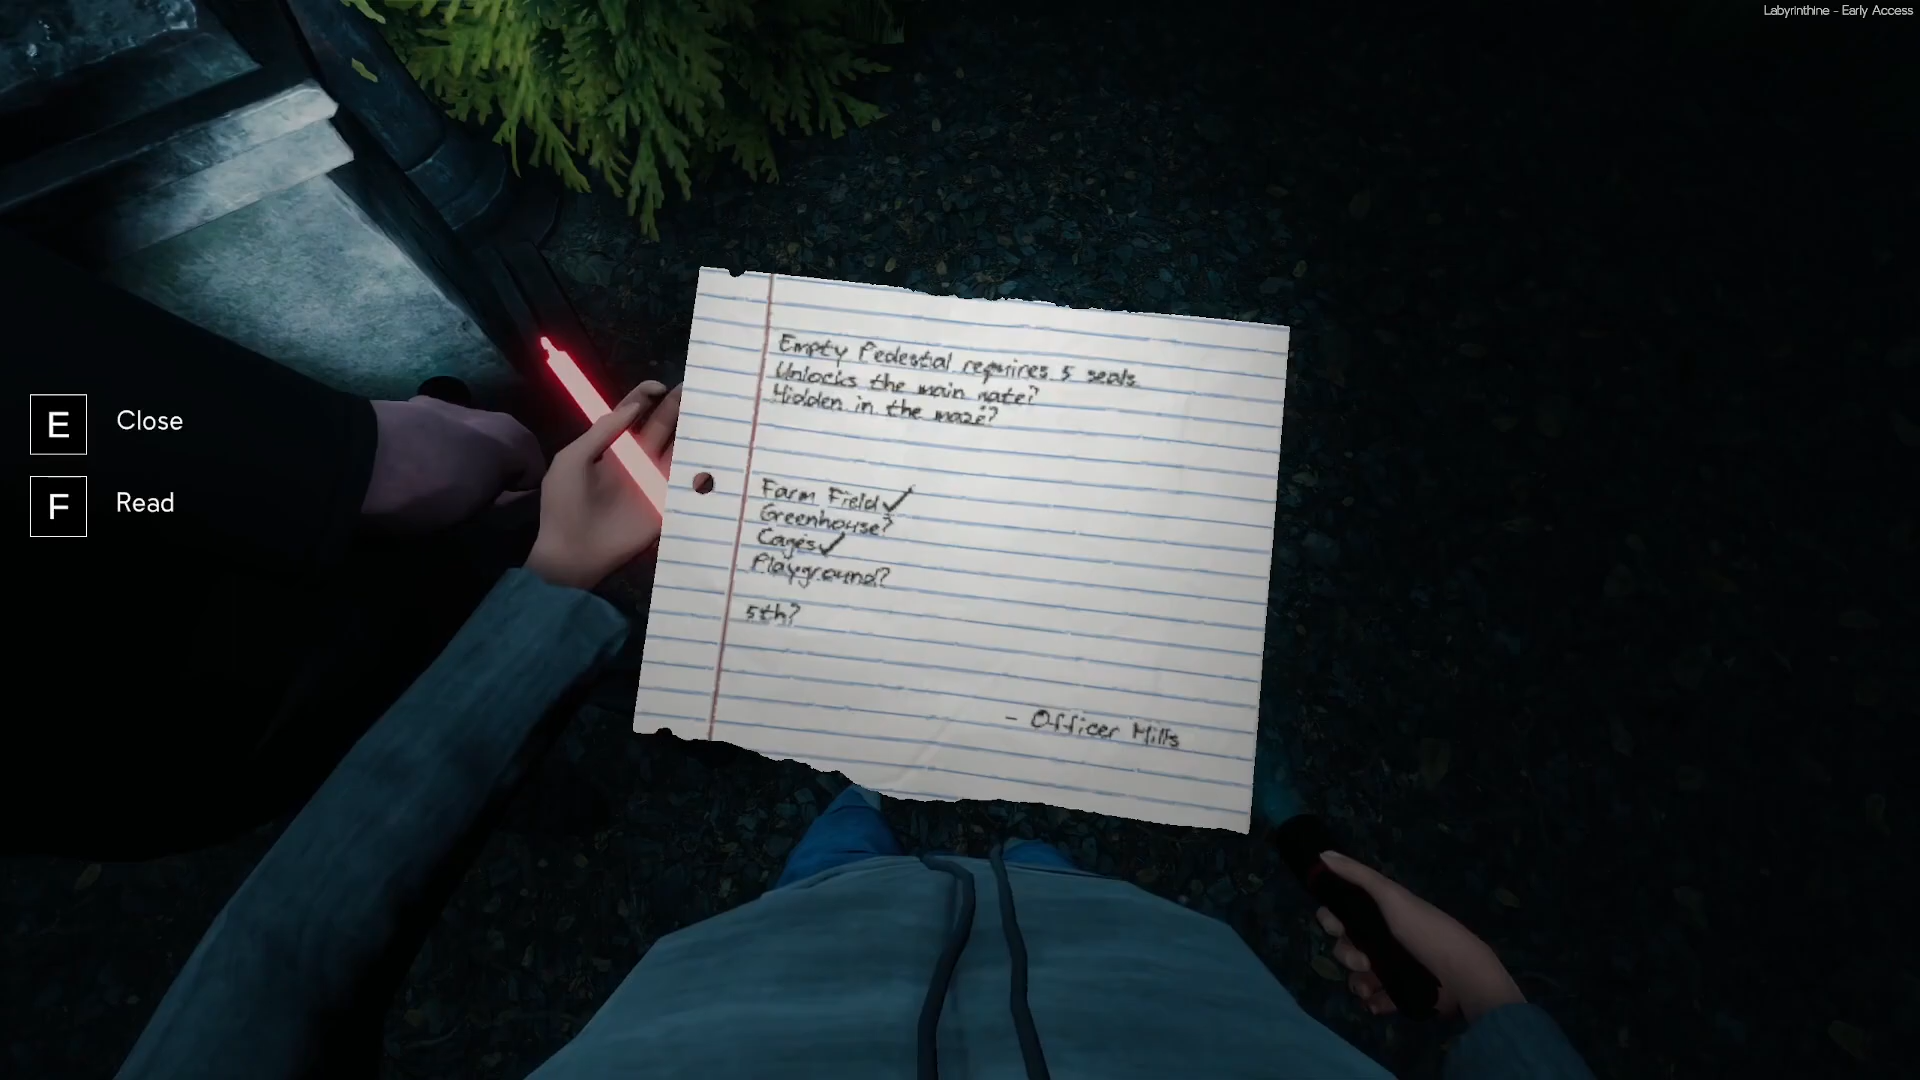 Labyrinthine - Early Access
Empty Pedestal requires 5 seals
Unlocks the main gate?
Hidden in the maze?
E Close
Farm Field✓
F Read
Greenhouse?
Cages✓
Playground?
5th?
- Officer Mills